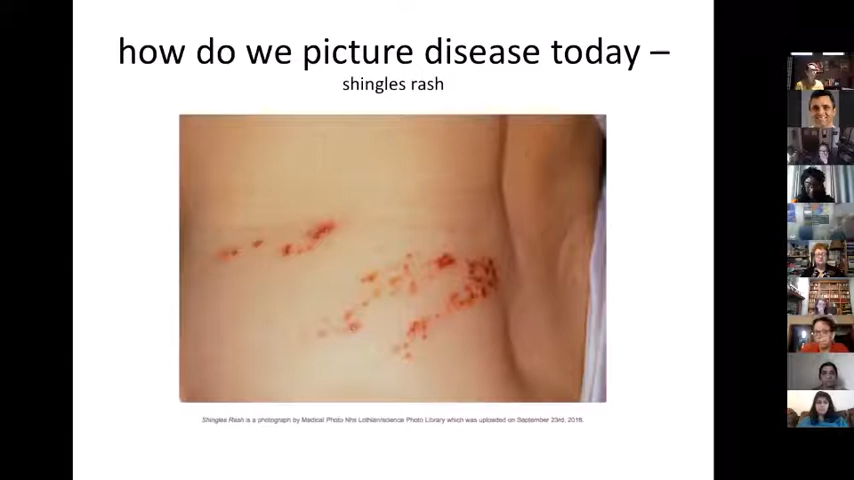 how do we picture disease today –
shingles rash
Shingles Rash is a photograph by Medical Photo Nhs Lothian/science Photo Library which was uploaded on September 23rd, 2016.